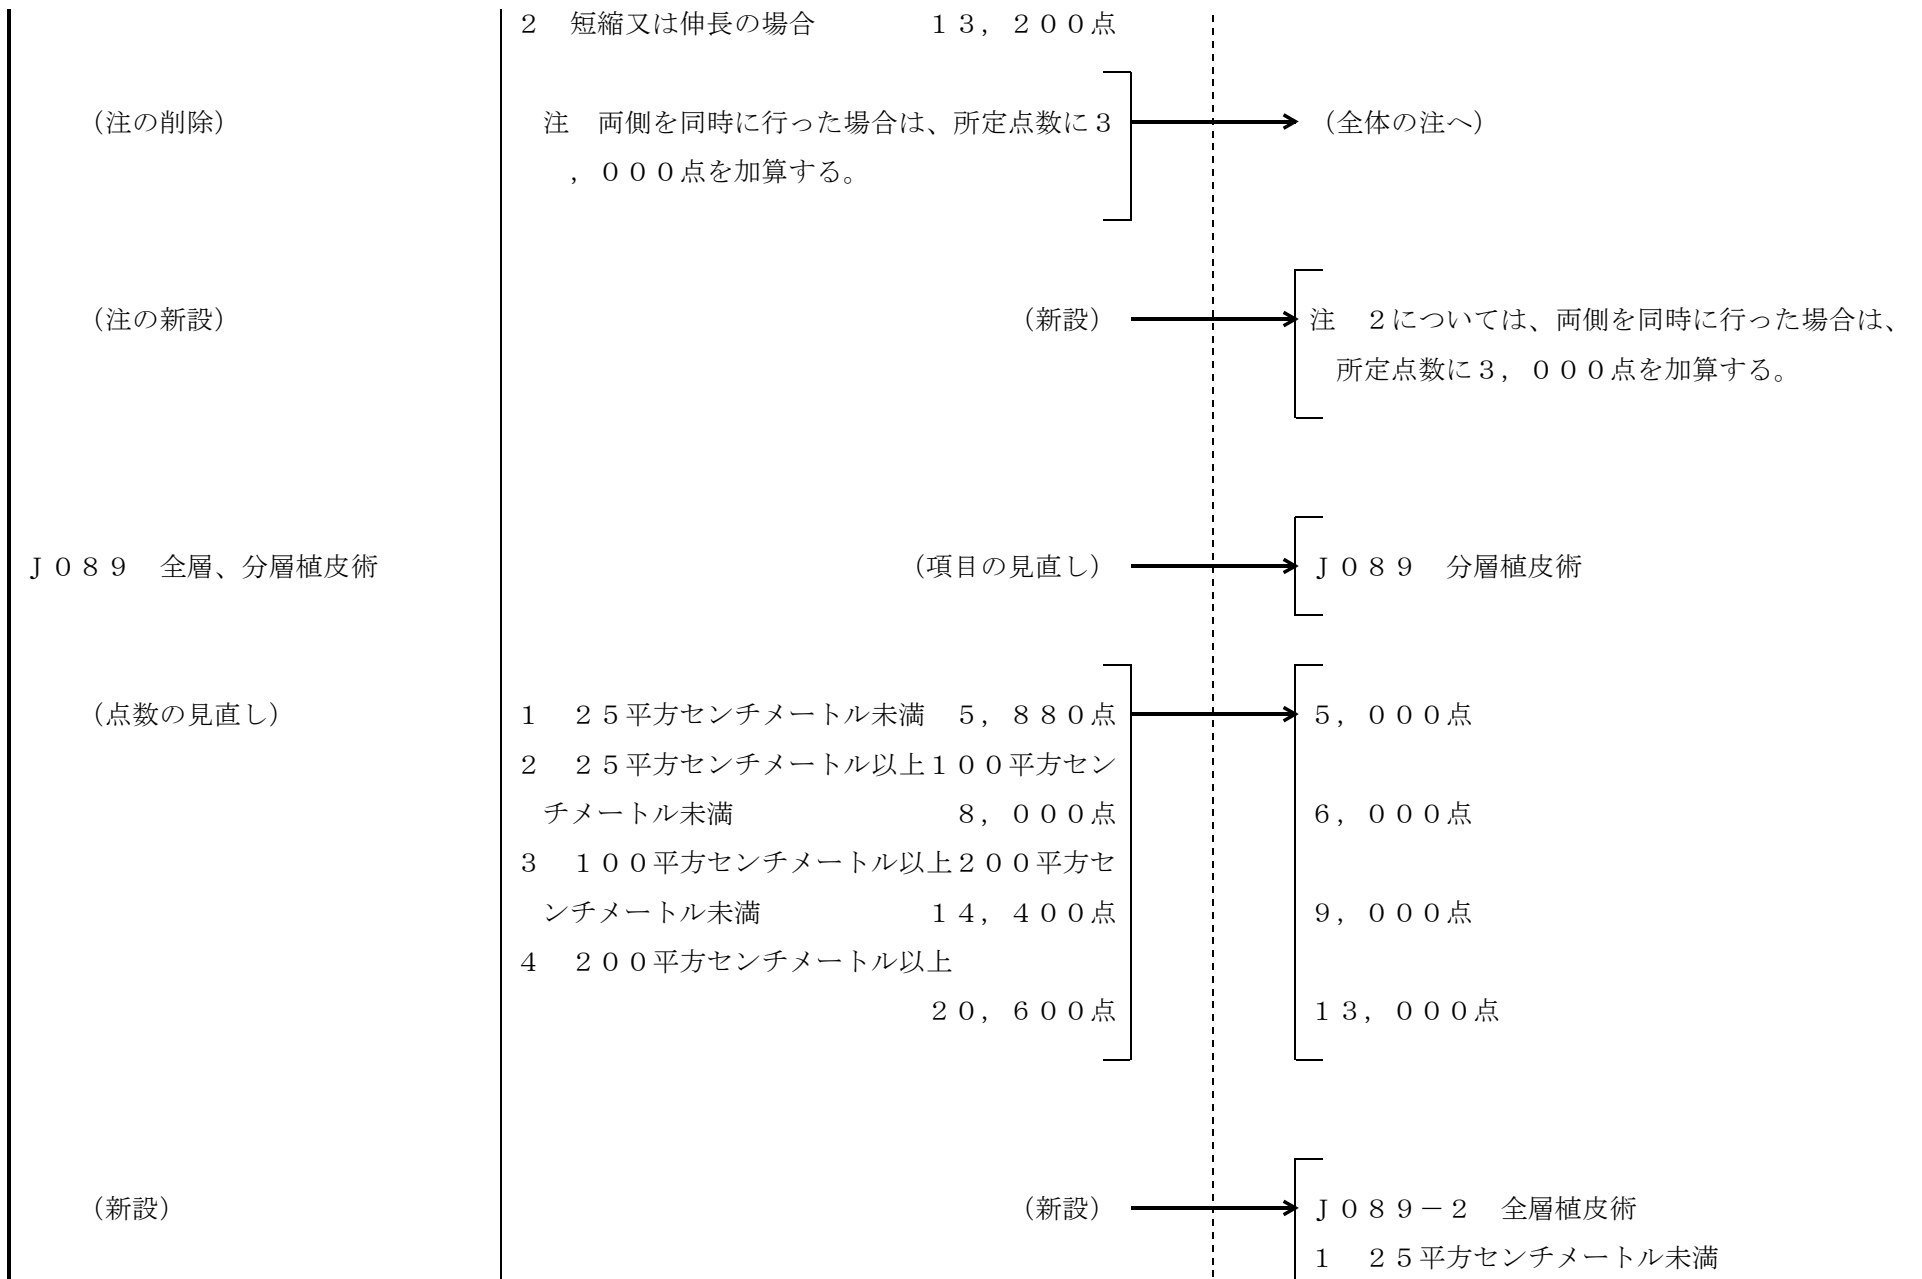 ２　短縮又は伸長の場合　　　　１３，２００点
（注の削除）　注　両側を同時に行った場合は、所定点数に３　（全体の注へ）
，０００点を加算する。
（注の新設）　（新設）　注　２については、両側を同時に行った場合は、
所定点数に３，０００点を加算する。
Ｊ０８９　全層、分層植皮術　（項目の見直し）　Ｊ０８９　分層植皮術
（点数の見直し）　１　２５平方センチメートル未満　５，８８０点　５，０００点
２　２５平方センチメートル以上１００平方セン
チメートル未満　８，０００点　６，０００点
３　１００平方センチメートル以上２００平方セ
ンチメートル未満　１４，４００点　９，０００点
４　２００平方センチメートル以上
２０，６００点　１３，０００点
（新設）　（新設）　Ｊ０８９－２　全層植皮術
１　２５平方センチメートル未満